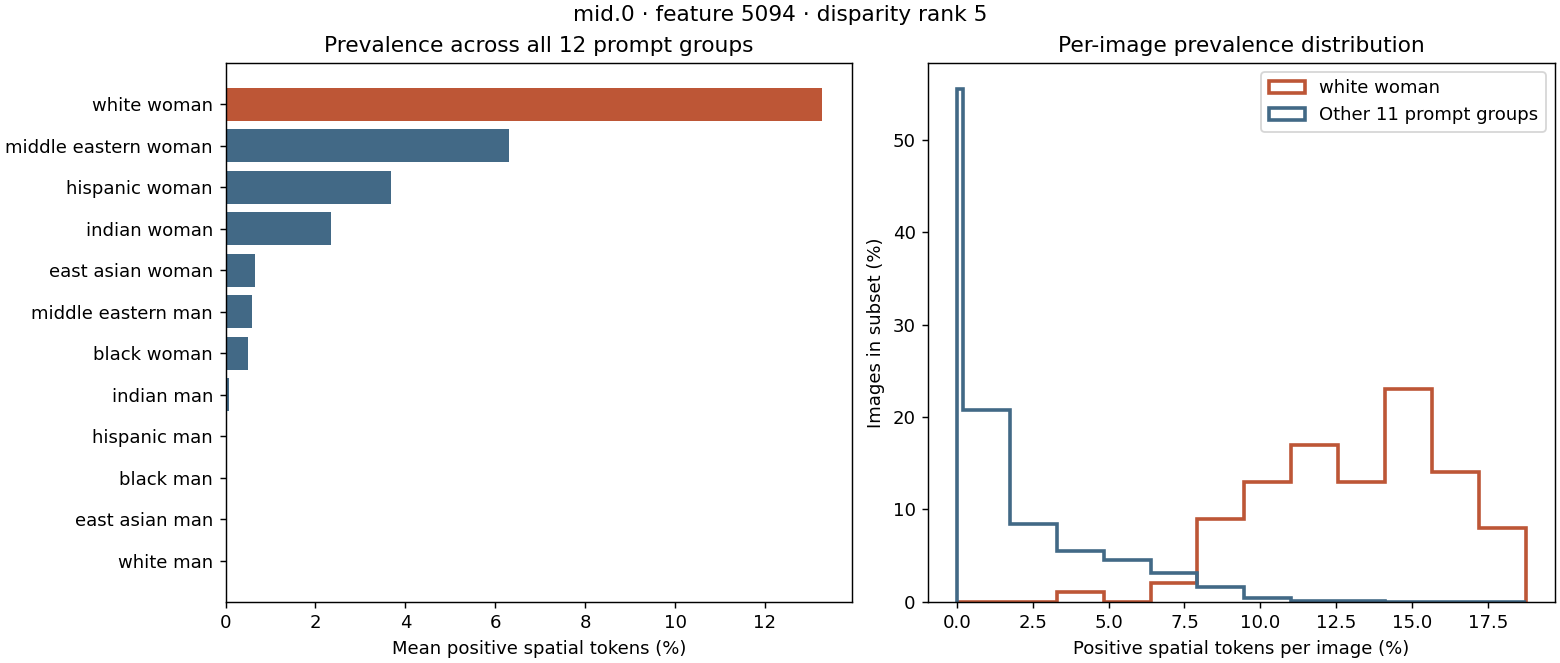 mid.0 · feature 5094 · disparity rank 5
Prevalence across all 12 prompt groups
white woman
middle eastern woman
hispanic woman
indian woman
east asian woman
middle eastern man
black woman
indian man
hispanic man
black man
east asian man
white man
0 2 4 6 8 10 12
Mean positive spatial tokens (%)
Per-image prevalence distribution
white woman
Other 11 prompt groups
Images in subset (%)
50
40
30
20
10
0
0.0 2.5 5.0 7.5 10.0 12.5 15.0 17.5
Positive spatial tokens per image (%)